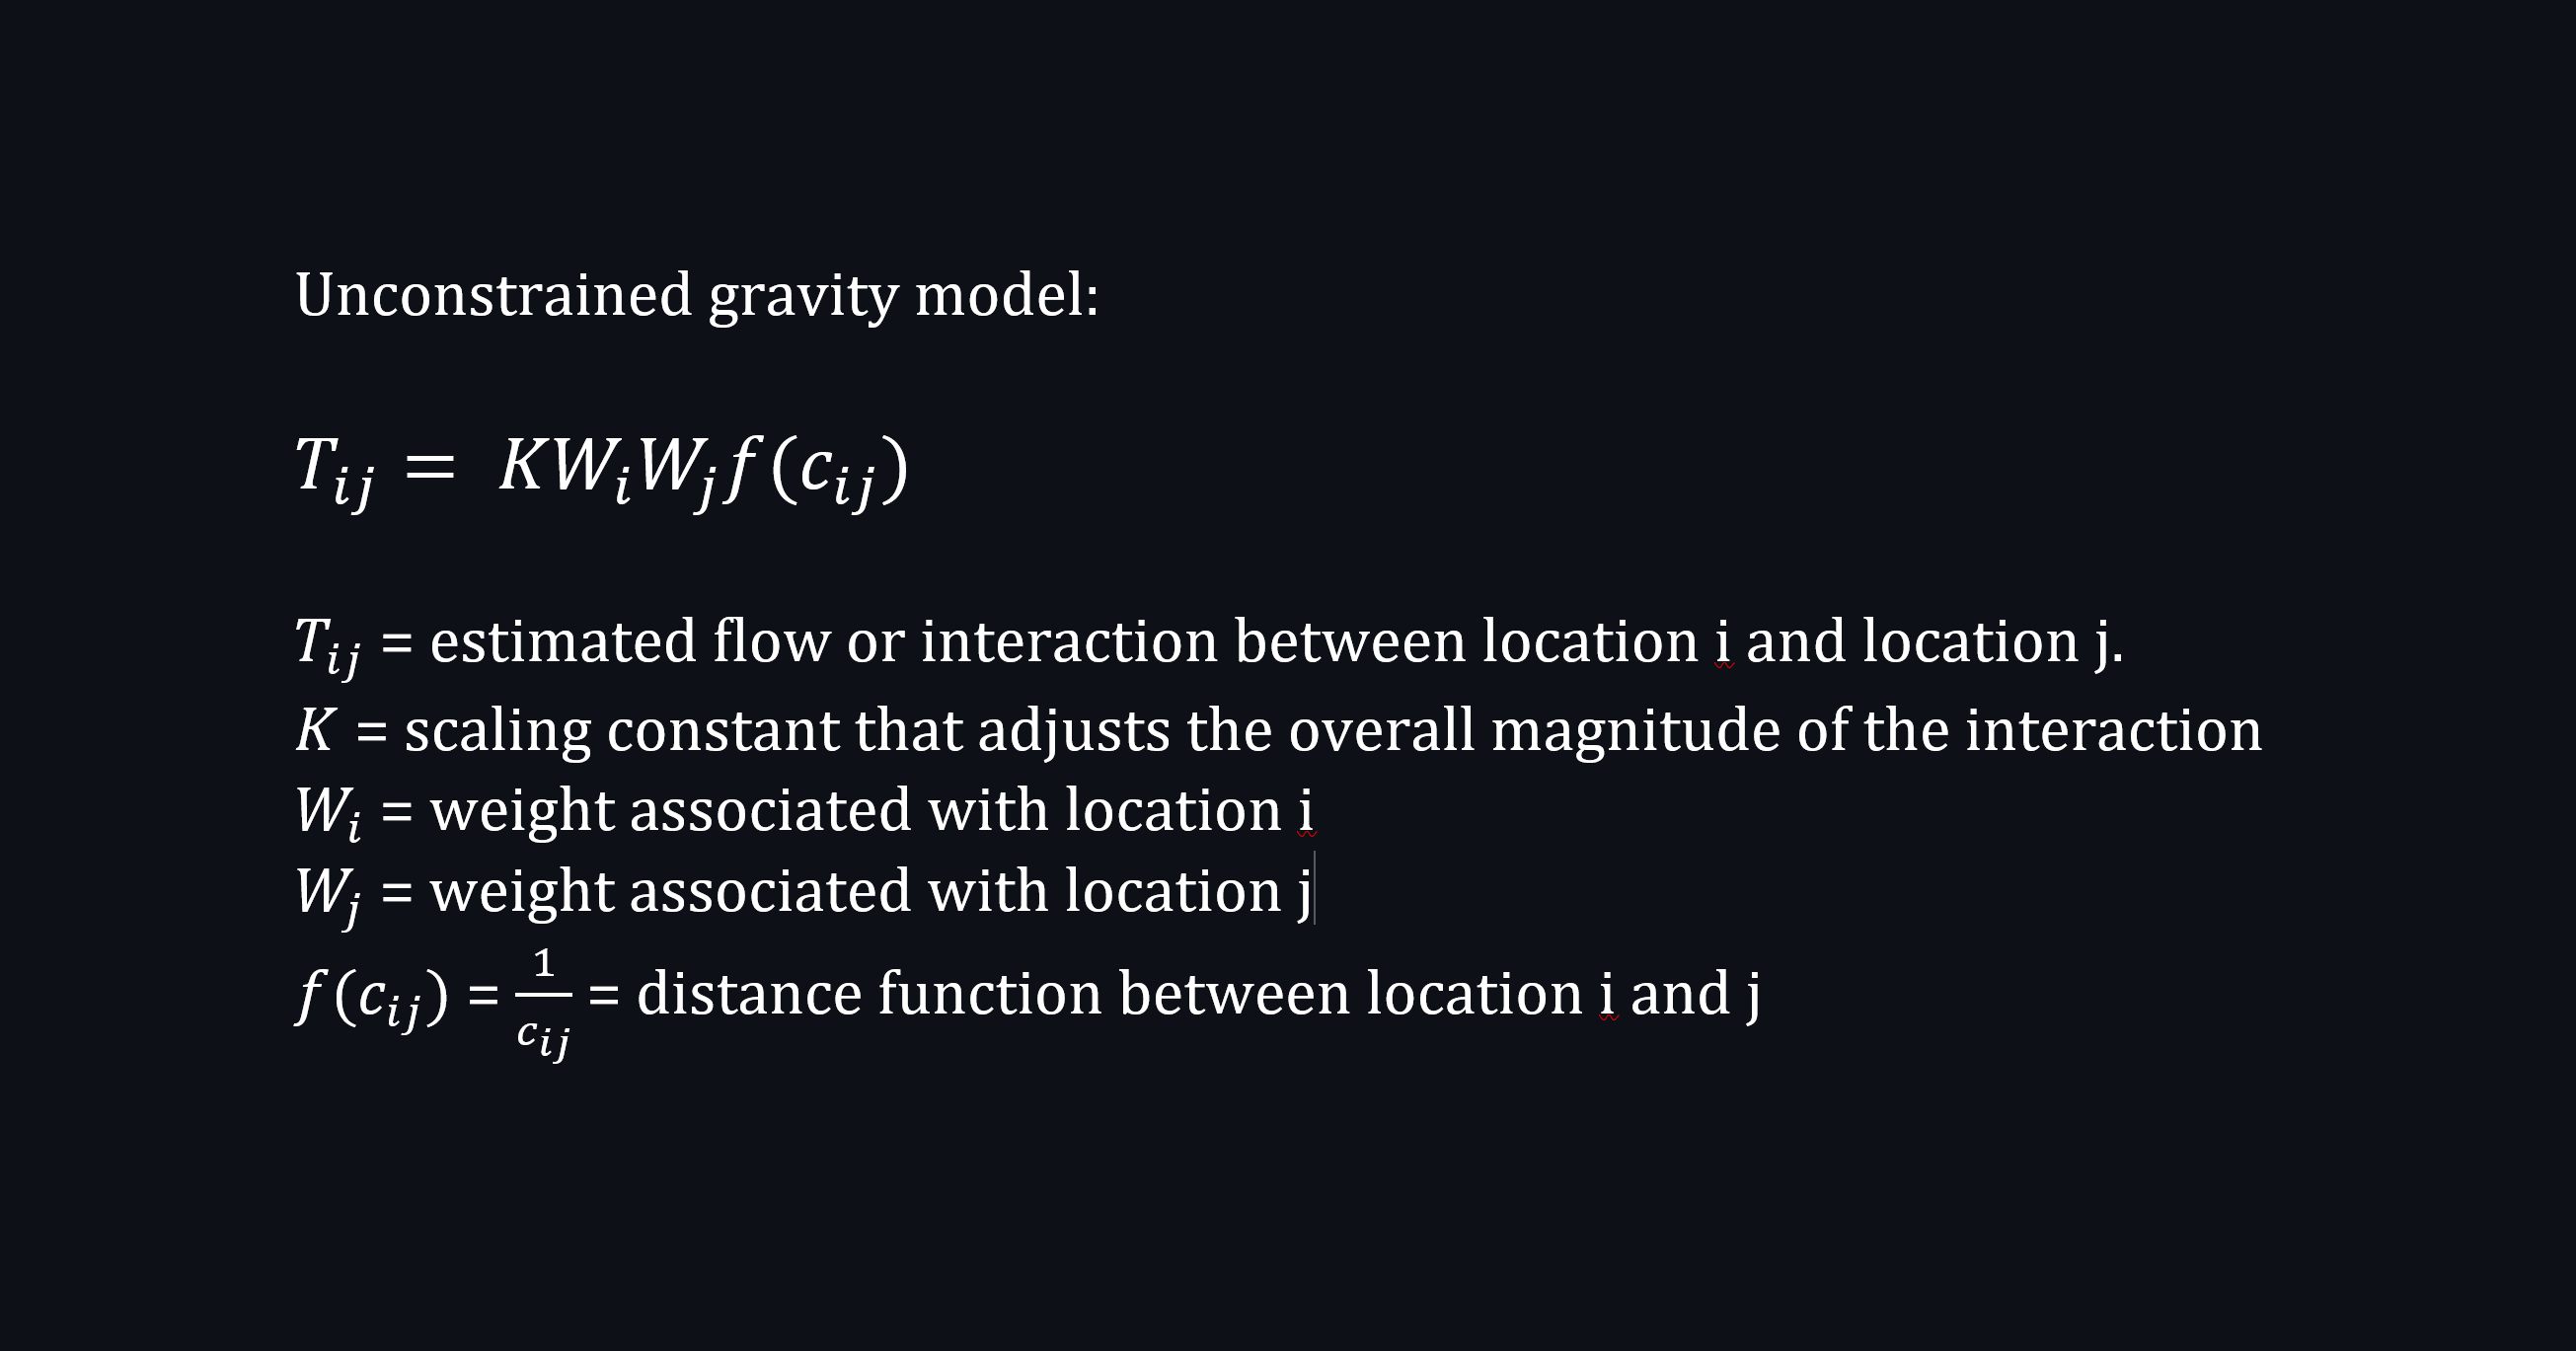 Unconstrained gravity model:
T_{ij} = KW_iW_jf(c_{ij})
T_{ij} = estimated flow or interaction between location i and location j.
K = scaling constant that adjusts the overall magnitude of the interaction
W_i = weight associated with location i
W_j = weight associated with location j
f(c_{ij}) = \frac{1}{c_{ij}} = distance function between location i and j